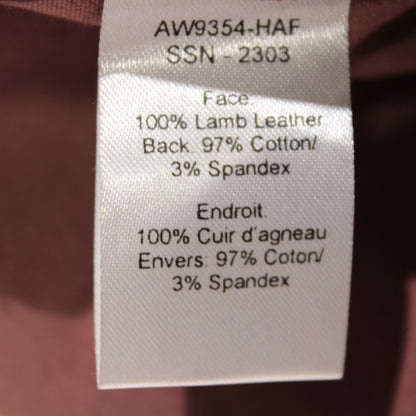 AW9354-HAF
SSN - 2303
Face:
100% Lamb Leather
Back: 97% Cotton/
3% Spandex
Endroit:
100% Cuir d'agneau
Envers: 97% Coton/
3% Spandex